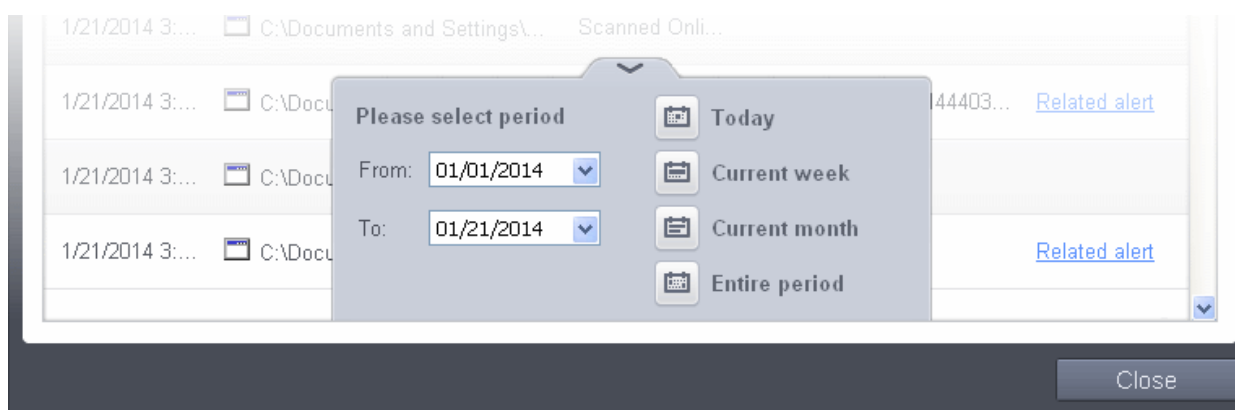 1/21/2014 3:... C:\Documents and Settings\... Scanned Onli...
1/21/2014 3:... C:\Docu 144403... Related alert
1/21/2014 3:... C:\Docu
1/21/2014 3:... C:\Docu Related alert
Please select period
From: 01/01/2014
To: 01/21/2014
Today
Current week
Current month
Entire period
Close